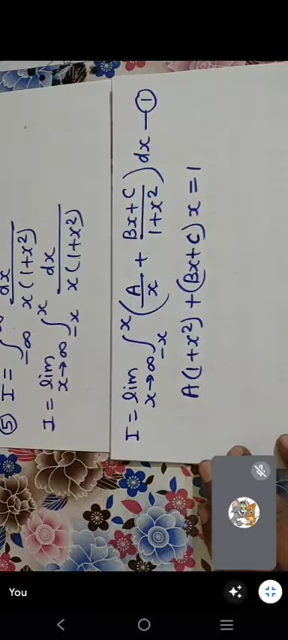 ⑤ I = ∫_{-∞}^{∞} dx / x(1+x²)
I = lim_{x→∞} ∫_{-x}^{x} dx / x(1+x²)
I = lim_{x→∞} ∫_{-x}^{x} (A/x + Bx+C / 1+x²) dx — ①
A(1+x²) + (Bx+C) x = 1
You